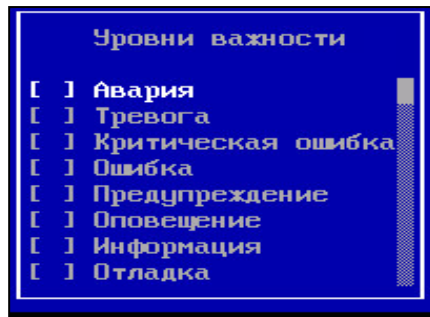 Уровни важности
[ ] Авария
[ ] Тревога
[ ] Критическая ошибка
[ ] Ошибка
[ ] Предупреждение
[ ] Оповещение
[ ] Информация
[ ] Отладка